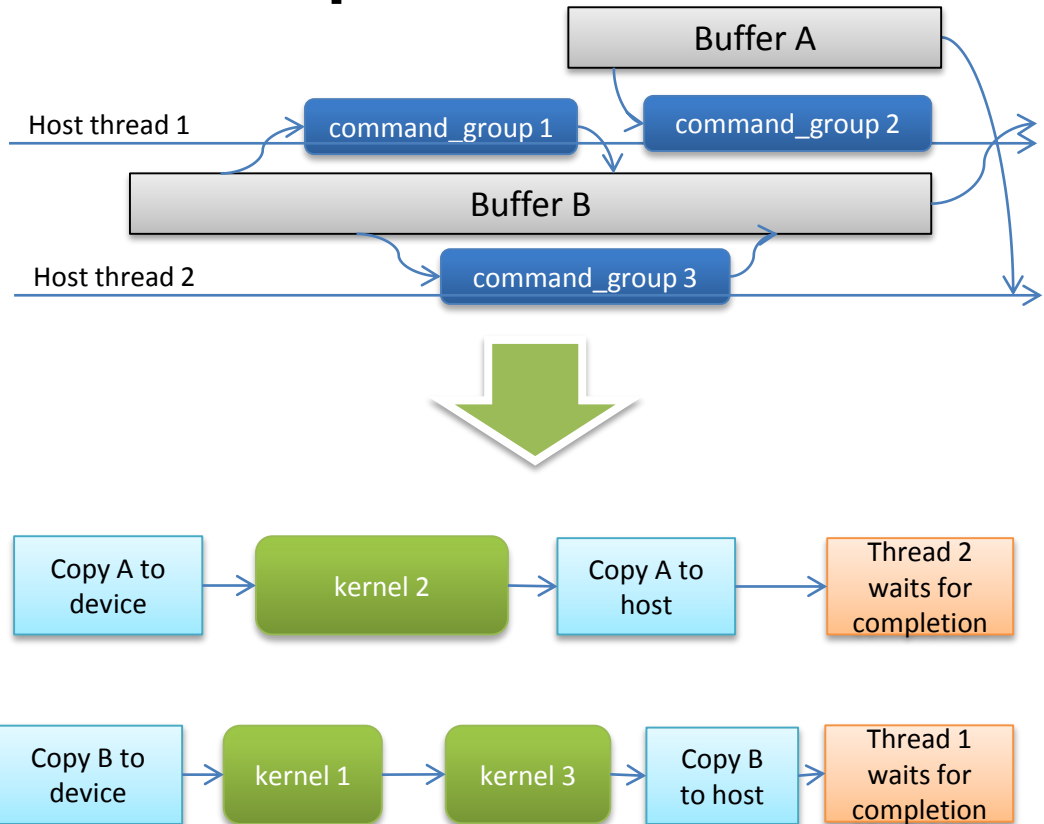 Buffer A
Host thread 1
command_group 1
command_group 2
Buffer B
Host thread 2
command_group 3
Copy A to
device
kernel 2
Copy A to
host
Thread 2
waits for
completion
Copy B to
device
kernel 1
kernel 3
Copy B
to host
Thread 1
waits for
completion